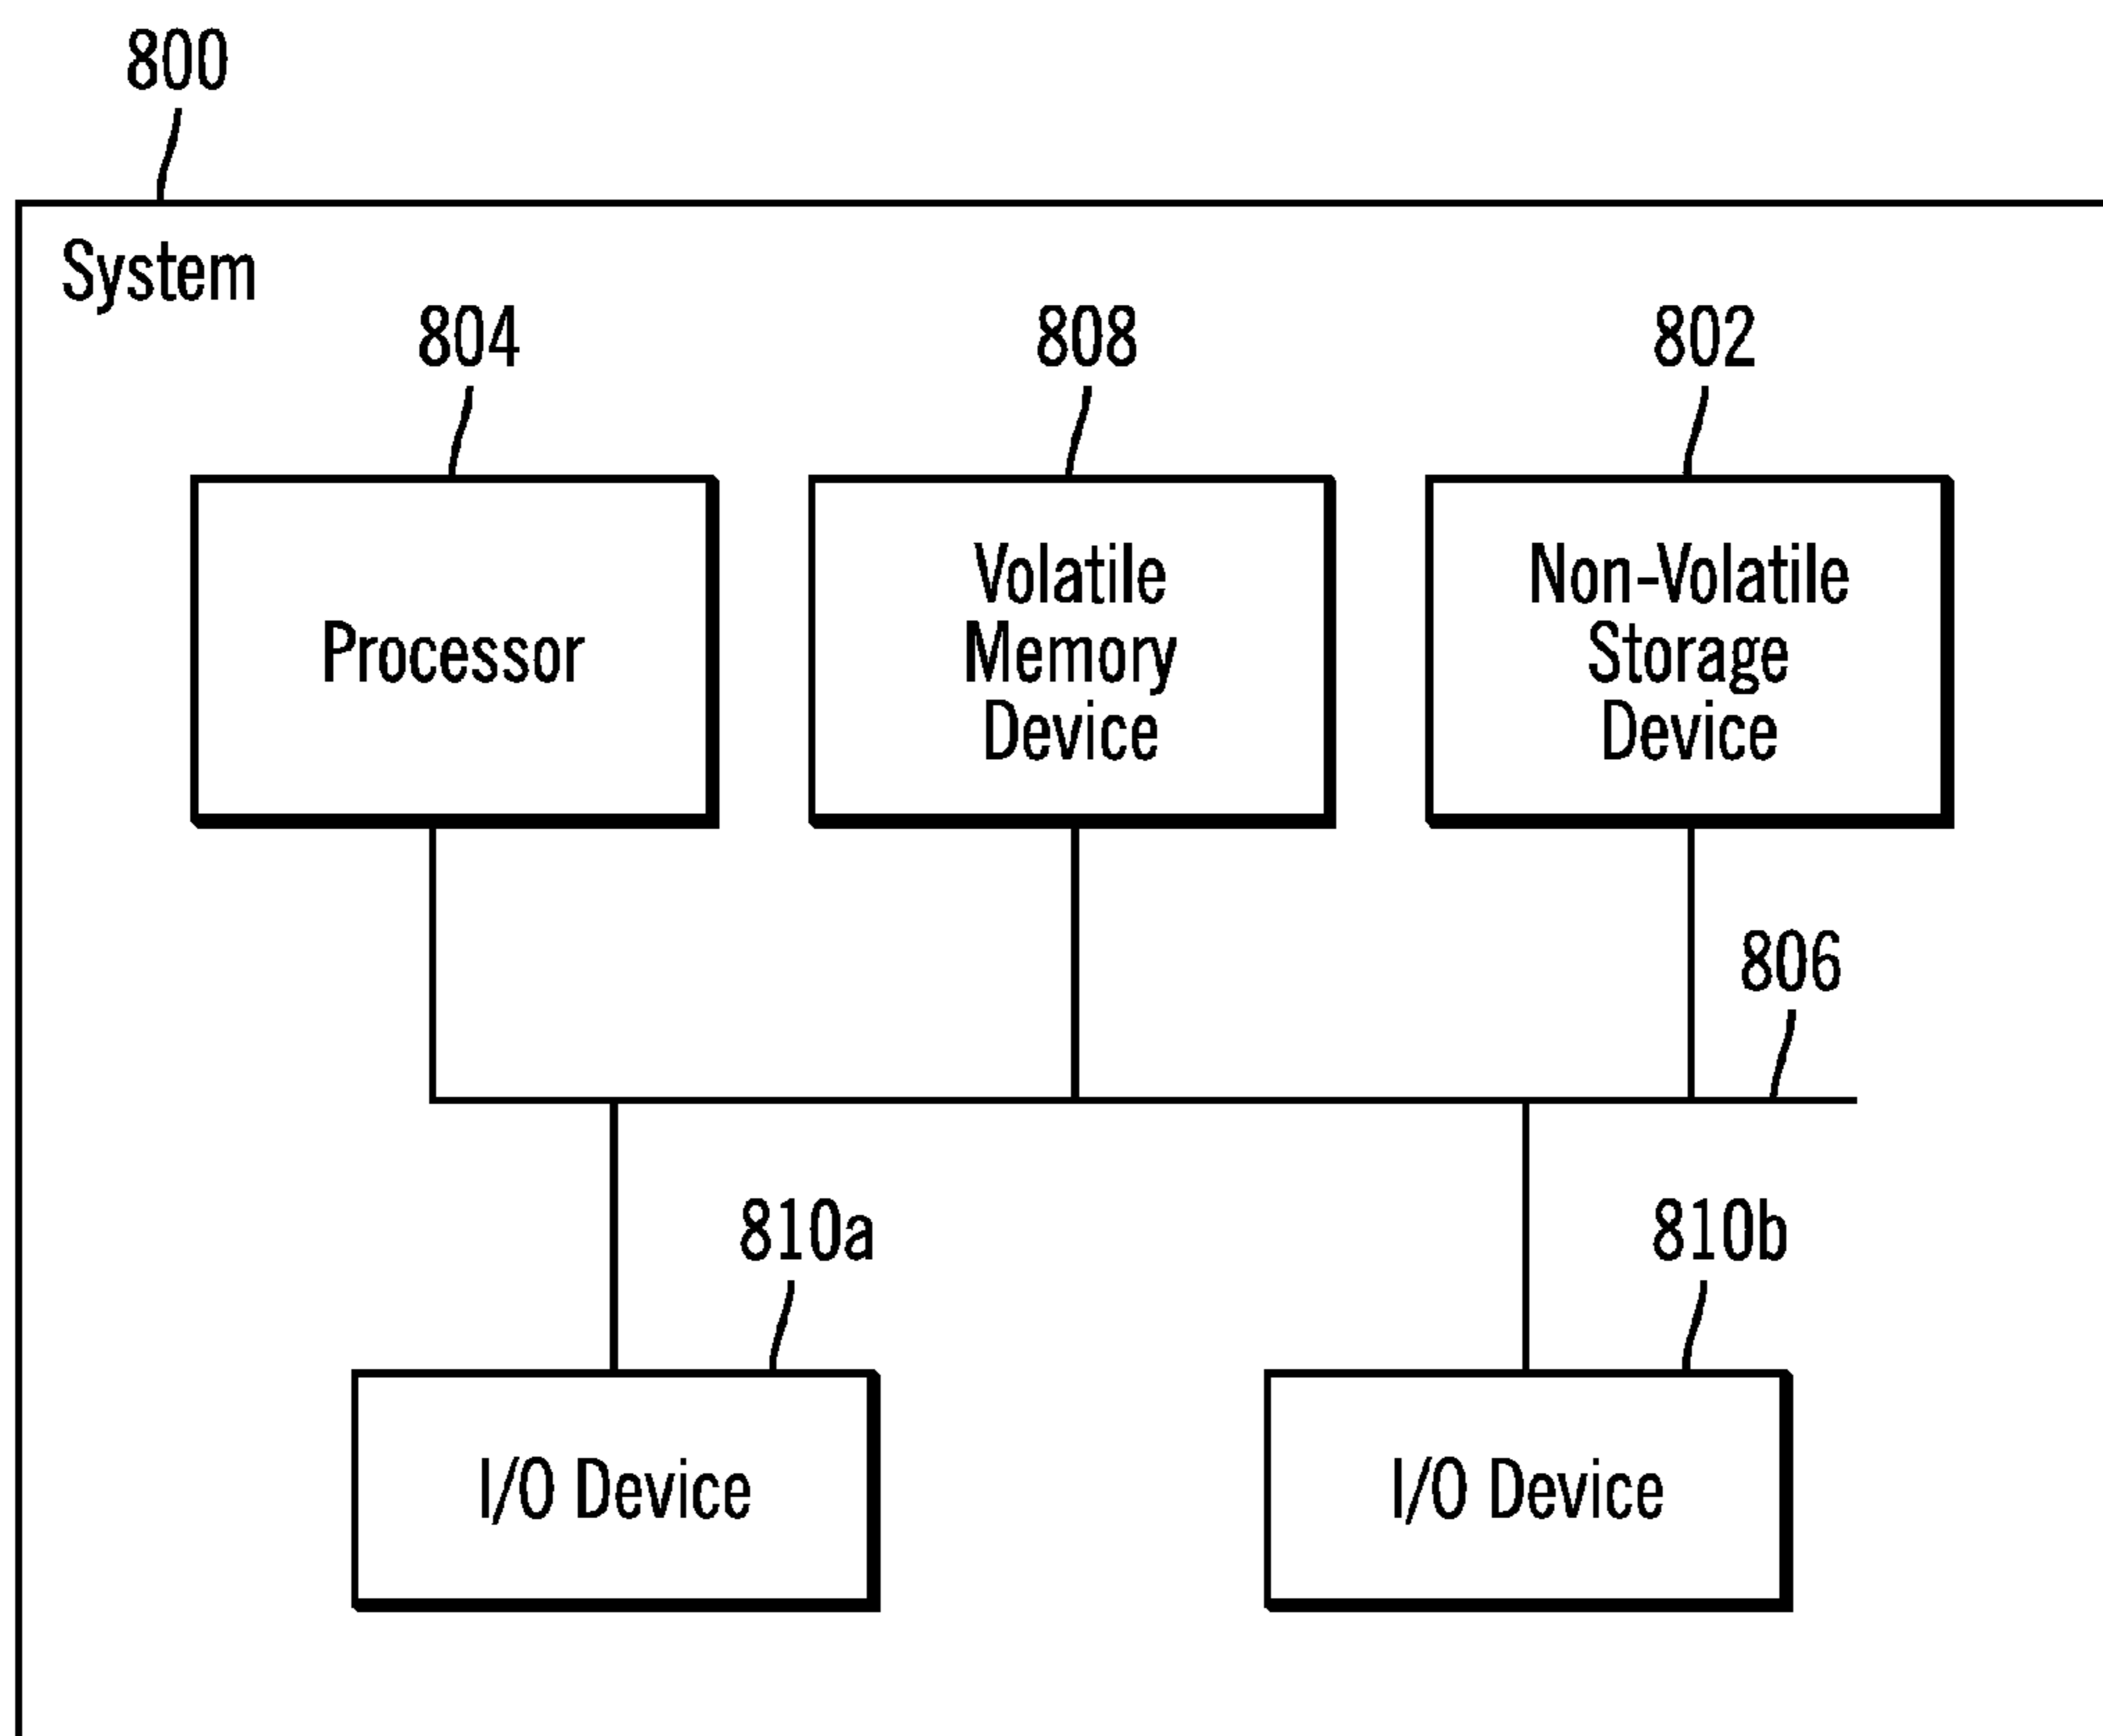 800
System
804
808
802
Processor
Volatile
Memory
Device
Non-Volatile
Storage
Device
806
810a
810b
I/O Device
I/O Device